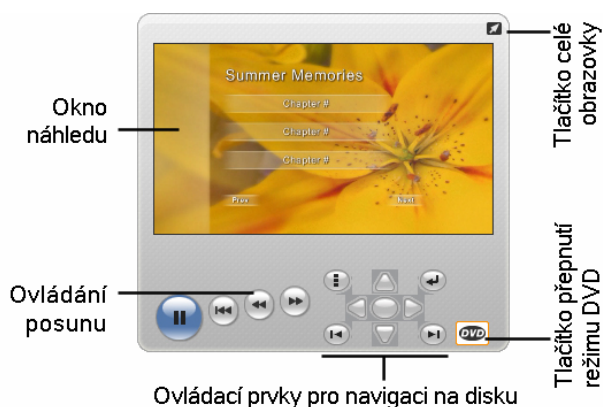 Okno
náhledu
Summer Memories
Chapter #
Chapter #
Chapter #
Prev
Next
Tlačítko celé
obrazovky
Ovládání
posunu
DVD
Tlačítko přepnutí
režimu DVD
Ovládací prvky pro navigaci na disku